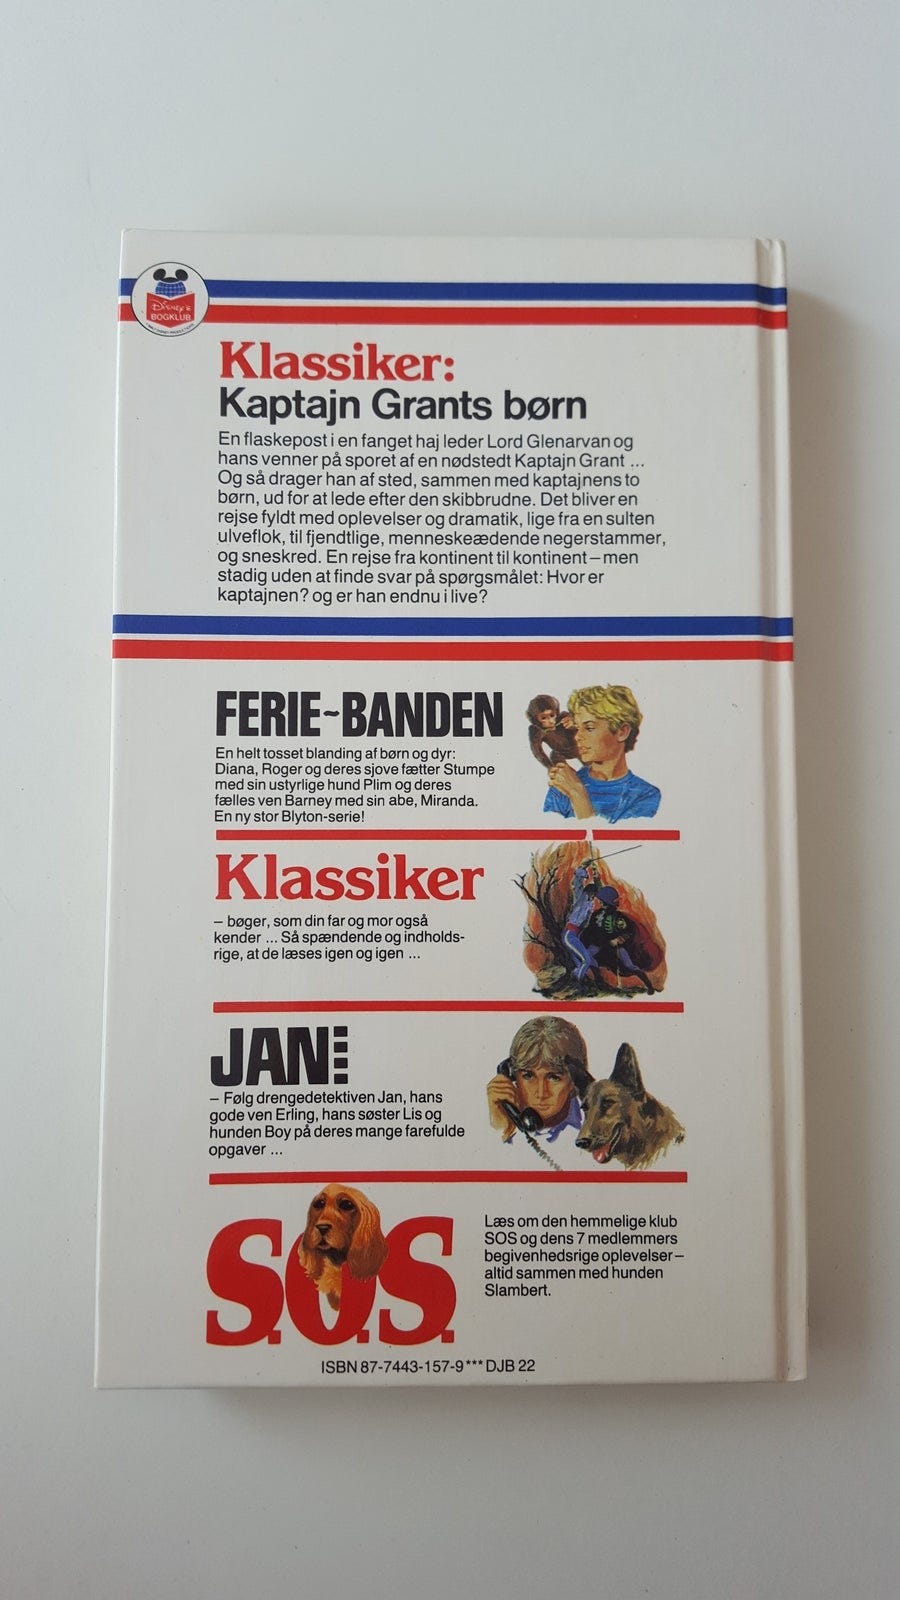 DISNEY'S
BOGKLUB
Klassiker:
Kaptajn Grants børn
En flaskepost i en fanget haj leder Lord Glenarvan og
hans venner på sporet af en nødstedt Kaptajn Grant ...
Og så drager han af sted, sammen med kaptajnens to
børn, ud for at lede efter den skibbrudne. Det bliver en
rejse fyldt med oplevelser og dramatik, lige fra en sulten
ulveflok, til fjendtlige, menneskeædende negerstammer,
og sneskred. En rejse fra kontinent til kontinent – men
stadig uden at finde svar på spørgsmålet: Hvor er
kaptajnen? og er han endnu i live?
FERIE~BANDEN
En helt tosset blanding af børn og dyr:
Diana, Roger og deres sjove fætter Stumpe
med sin ustyrlige hund Plim og deres
fælles ven Barney med sin abe, Miranda.
En ny stor Blyton-serie!
Klassiker
– bøger, som din far og mor også
kender ... Så spændende og indholds-
rige, at de læses igen og igen ...
JAN
– Følg drengedetektiven Jan, hans
gode ven Erling, hans søster Lis og
hunden Boy på deres mange farefulde
opgaver ...
S.O.S.
Læs om den hemmelige klub
SOS og dens 7 medlemmers
begivenhedsrige oplevelser –
altid sammen med hunden
Slambert.
ISBN 87-7443-157-9***DJB 22